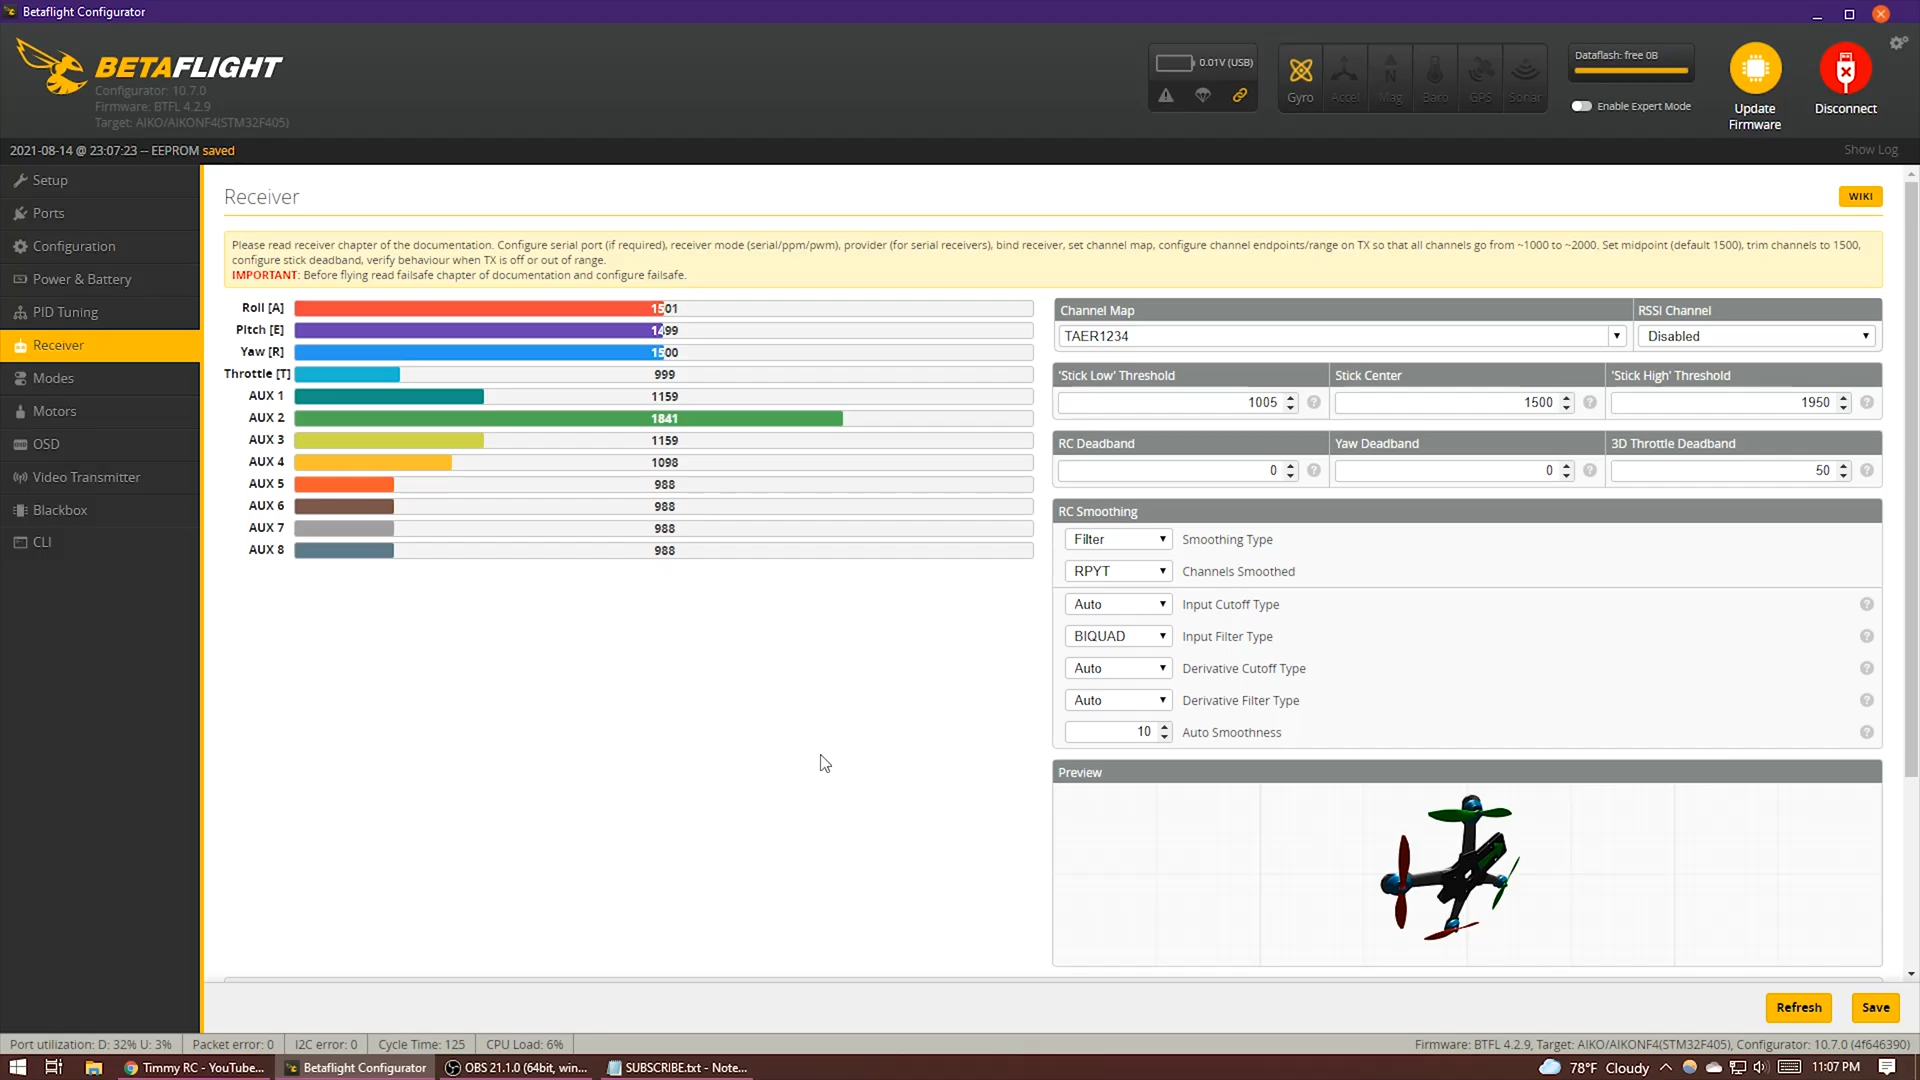 Betaflight Configurator
BETAFLIGHT
Configurator: 10.7.0
Firmware: BTFL 4.2.9
Target: AIKO/AIKONF4(STM32F405)
0.01V (USB)
Gyro
Accel
Mag
Baro
GPS
Sonar
Dataflash: free 0B
Enable Expert Mode
Update
Firmware
Disconnect
2021-08-14 @ 23:07:23 -- EEPROM saved
Show Log
Setup
Ports
Configuration
Power & Battery
PID Tuning
Receiver
Modes
Motors
OSD
Video Transmitter
Blackbox
CLI
Receiver
WIKI
Please read receiver chapter of the documentation. Configure serial port (if required), receiver mode (serial/ppm/pwm), provider (for serial receivers), bind receiver, set channel map, configure channel endpoints/range on TX so that all channels go from ~1000 to ~2000. Set midpoint (default 1500), trim channels to 1500,
configure stick deadband, verify behaviour when TX is off or out of range.
IMPORTANT: Before flying read failsafe chapter of documentation and configure failsafe.
Roll [A] 1501
Pitch [E] 1499
Yaw [R] 1500
Throttle [T] 999
AUX 1 1159
AUX 2 1841
AUX 3 1159
AUX 4 1098
AUX 5 988
AUX 6 988
AUX 7 988
AUX 8 988
Channel Map RSSI Channel
TAER1234 Disabled
'Stick Low' Threshold Stick Center 'Stick High' Threshold
1005 1500 1950
RC Deadband Yaw Deadband 3D Throttle Deadband
0 0 50
RC Smoothing
Filter Smoothing Type
RPYT Channels Smoothed
Auto Input Cutoff Type
BIQUAD Input Filter Type
Auto Derivative Cutoff Type
Auto Derivative Filter Type
10 Auto Smoothness
Preview
Refresh Save
Port utilization: D: 32% U: 3% Packet error: 0 I2C error: 0 Cycle Time: 125 CPU Load: 6% Firmware: BTFL 4.2.9, Target: AIKO/AIKONF4(STM32F405), Configurator: 10.7.0 (4f646390)
Timmy RC - YouTube... Betaflight Configurator OBS 21.1.0 (64bit, win... SUBSCRIBE.txt - Note... 78°F Cloudy 11:07 PM